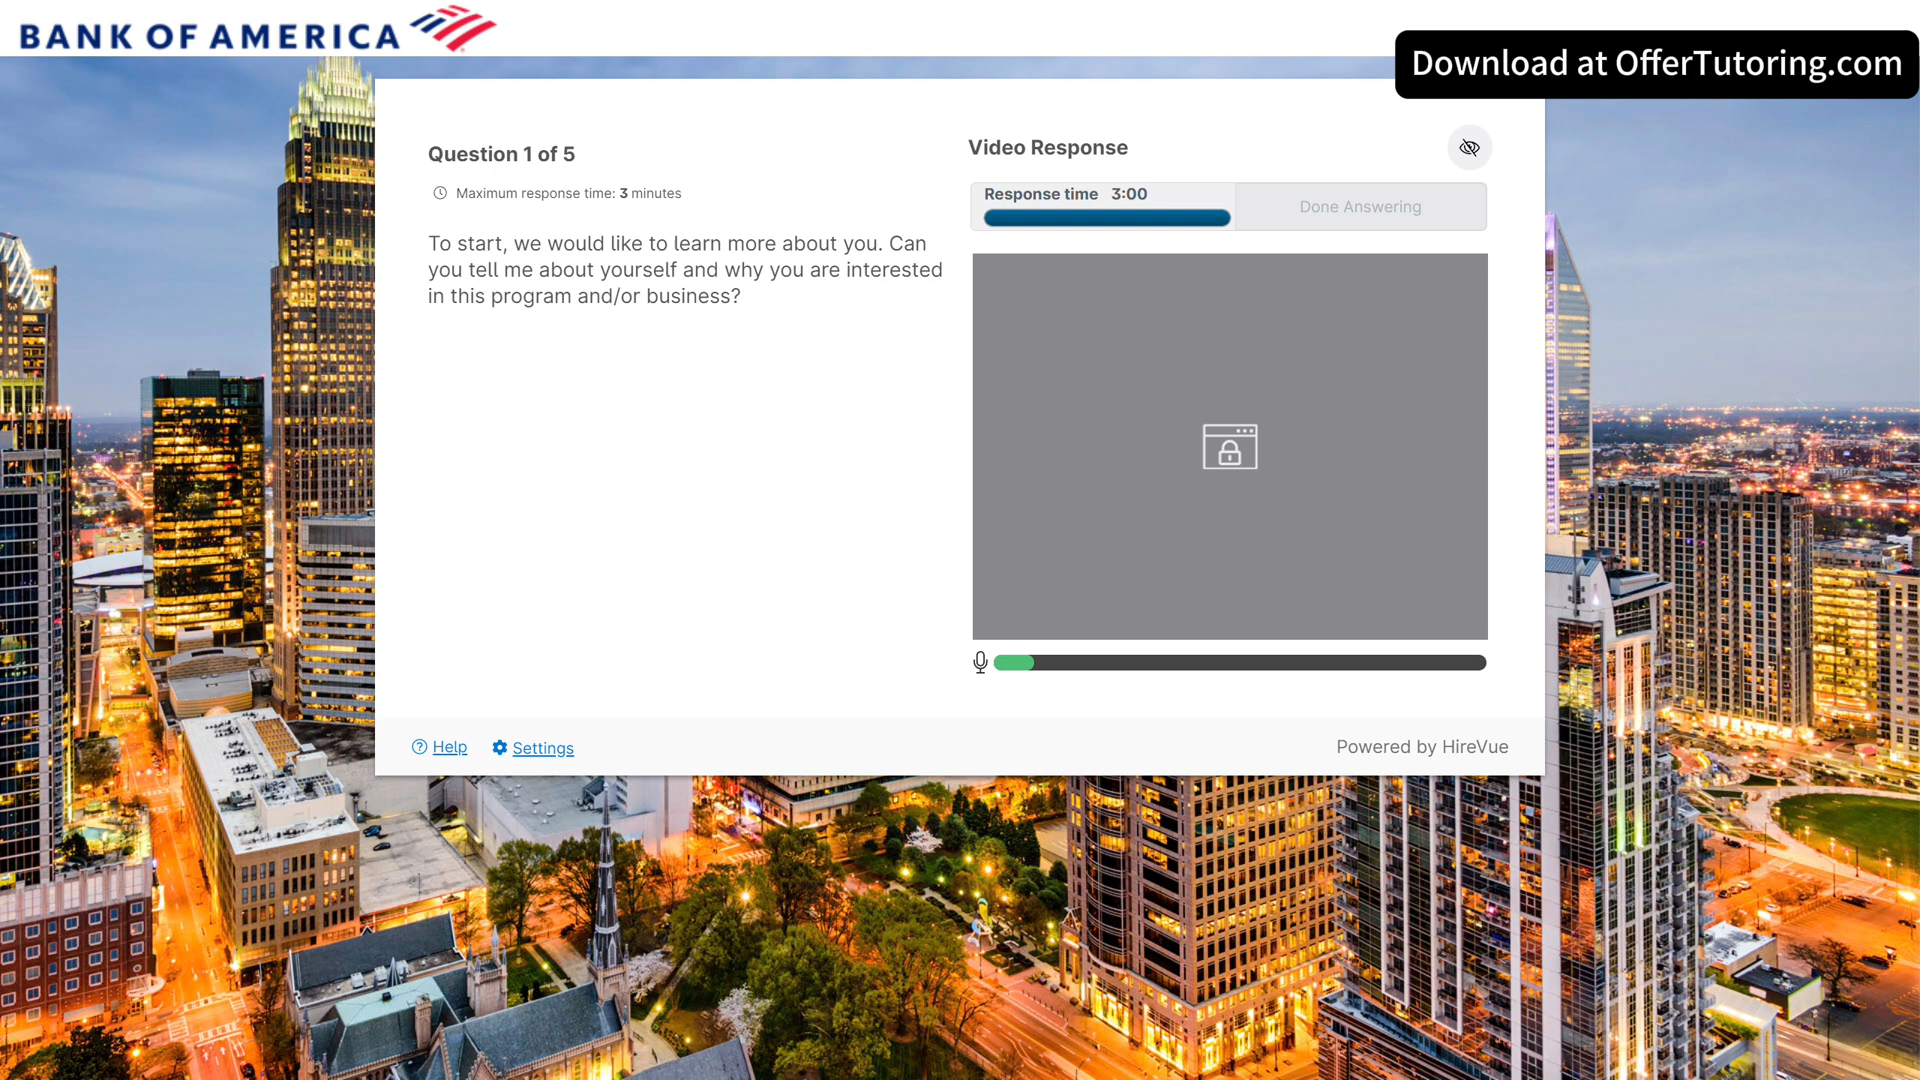 BANK OF AMERICA
Download at OfferTutoring.com
Question 1 of 5
Maximum response time: 3 minutes
To start, we would like to learn more about you. Can
you tell me about yourself and why you are interested
in this program and/or business?
Video Response
Response time 3:00
Done Answering
Help
Settings
Powered by HireVue